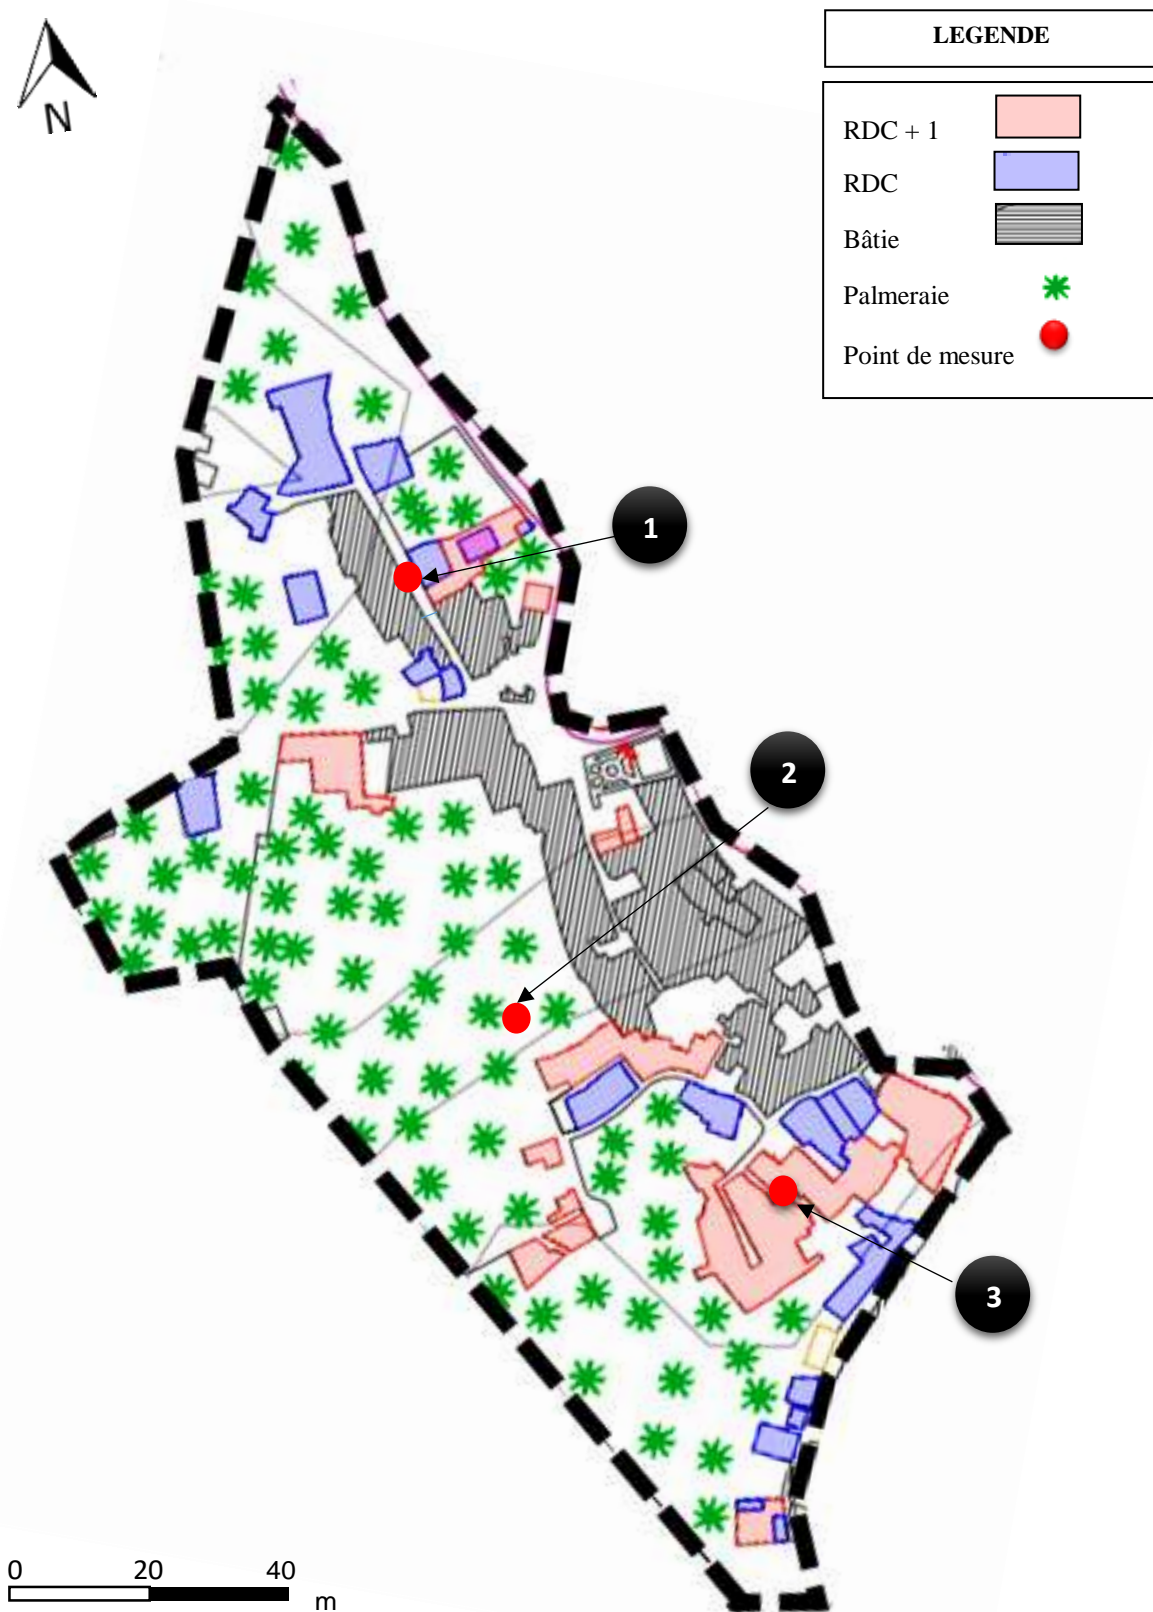 LEGENDE
N
RDC + 1
RDC
Bâtie
Palmeraie
Point de mesure
1
2
3
0 20 40
m